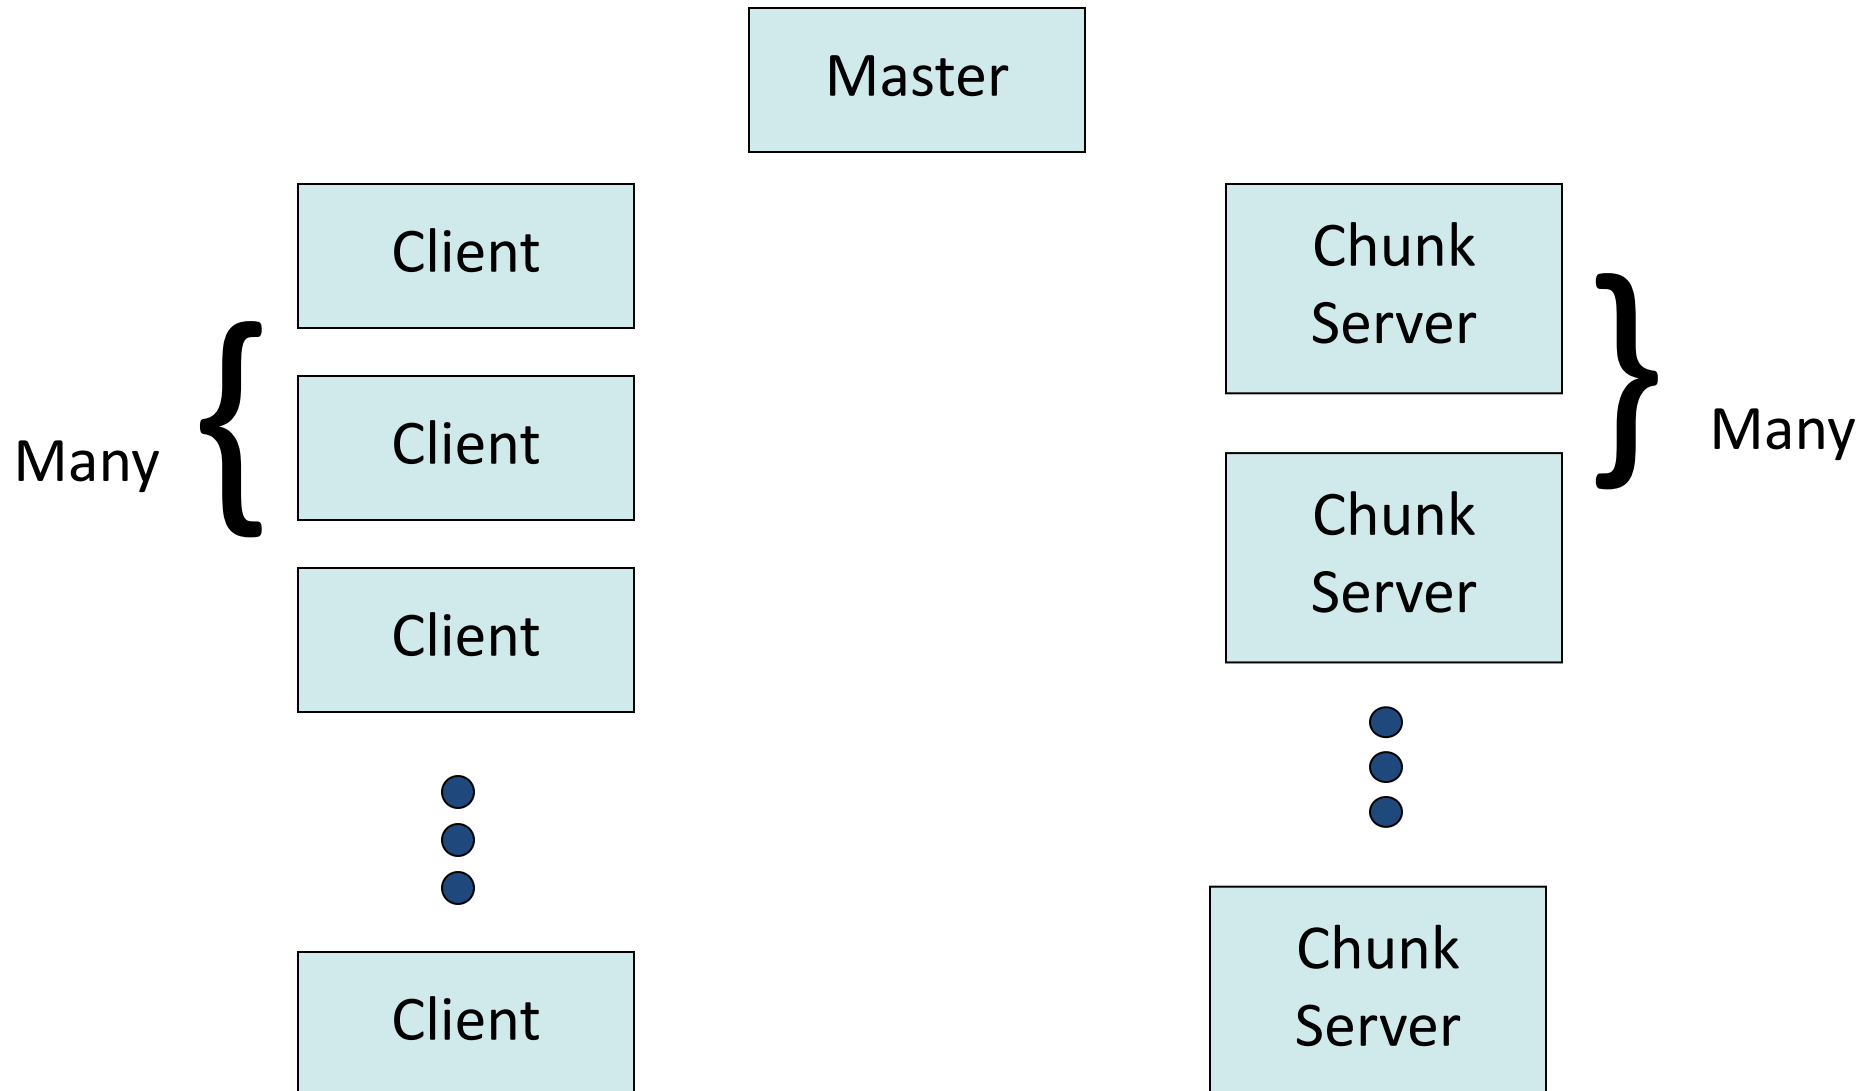 Master
Client
Client
Client
Client
Many
{
Chunk
Server
Chunk
Server
Chunk
Server
}
Many